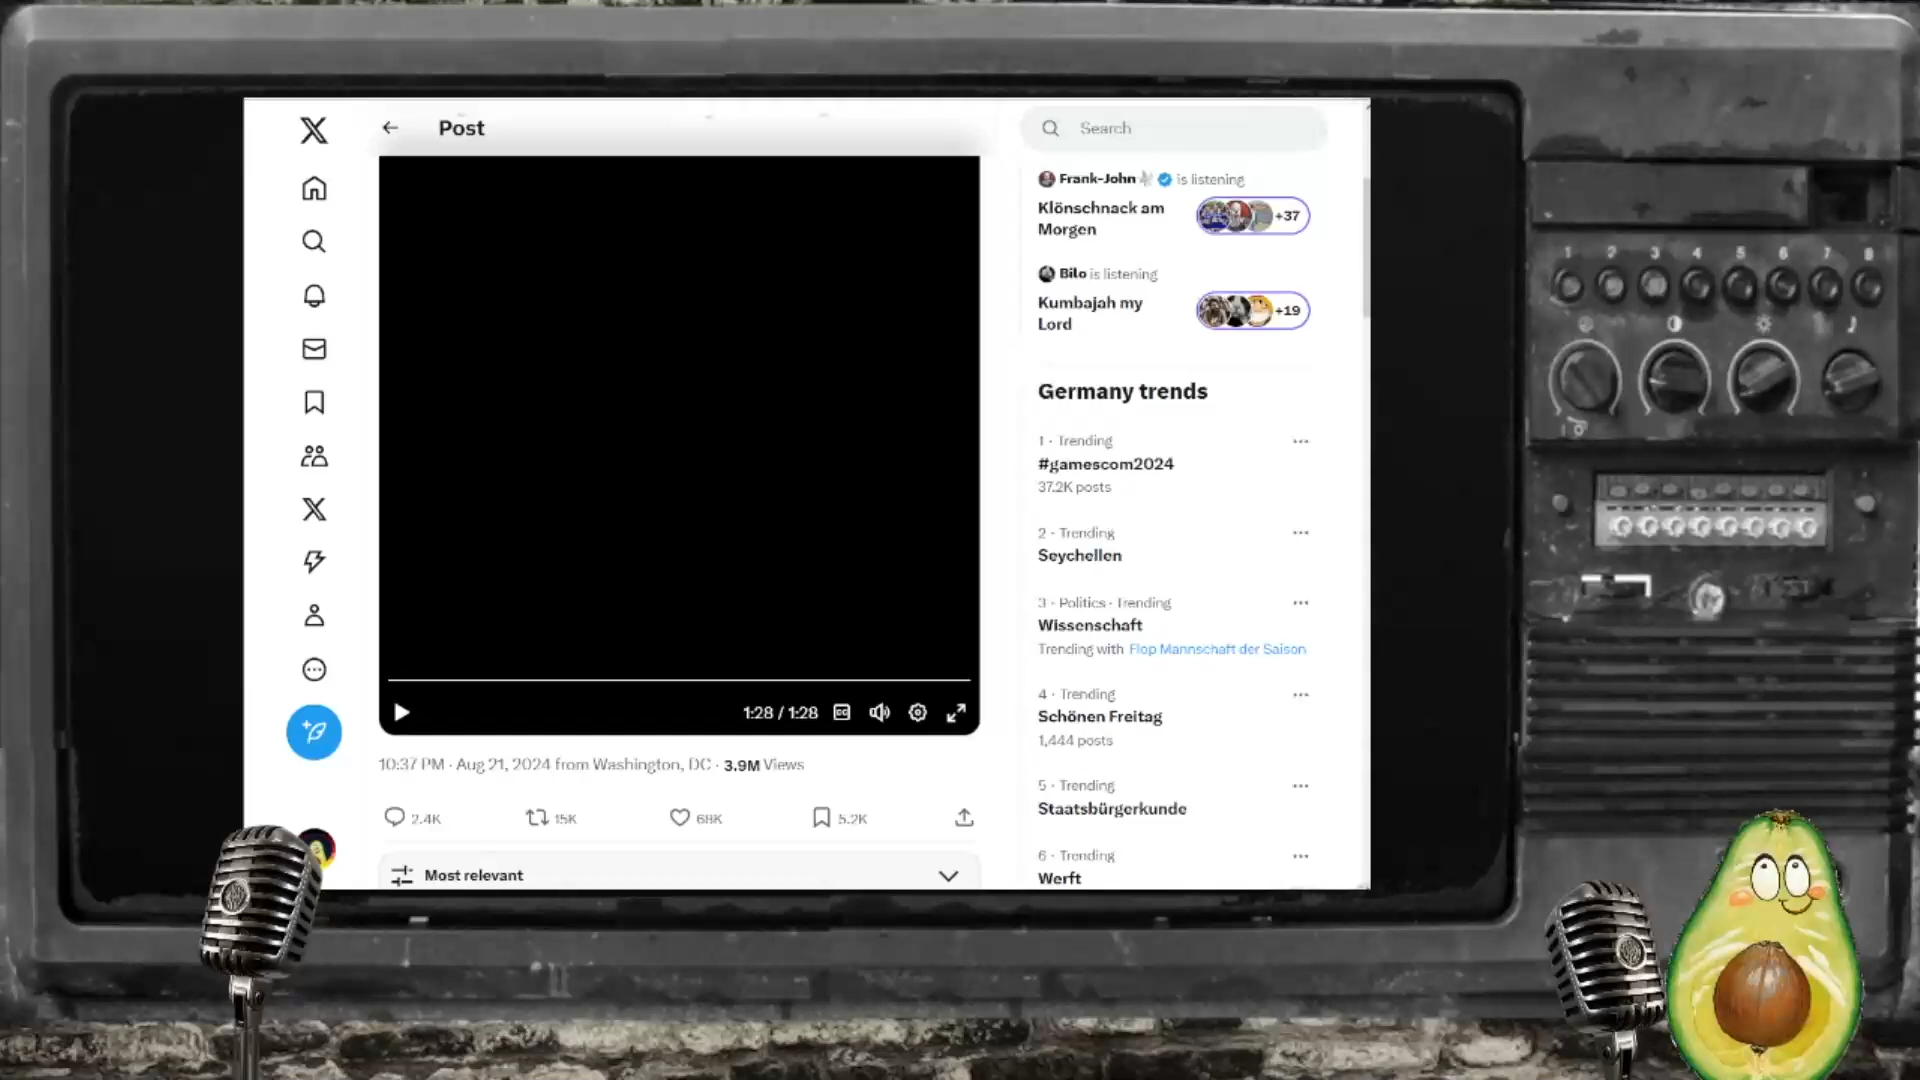 Post
1:28 / 1:28
10:37 PM · Aug 21, 2024 from Washington, DC · 3.9M Views
2.4K
15K
68K
5.2K
Most relevant
Search
Frank-John is listening
Klönschnack am
Morgen
+37
Bilo is listening
Kumbajah my
Lord
+19
Germany trends
1 · Trending
#gamescom2024
37.2K posts
2 · Trending
Seychellen
3 · Politics · Trending
Wissenschaft
Trending with Flop Mannschaft der Saison
4 · Trending
Schönen Freitag
1,444 posts
5 · Trending
Staatsbürgerkunde
6 · Trending
Werft
1 2 3 4 5 6 7 8